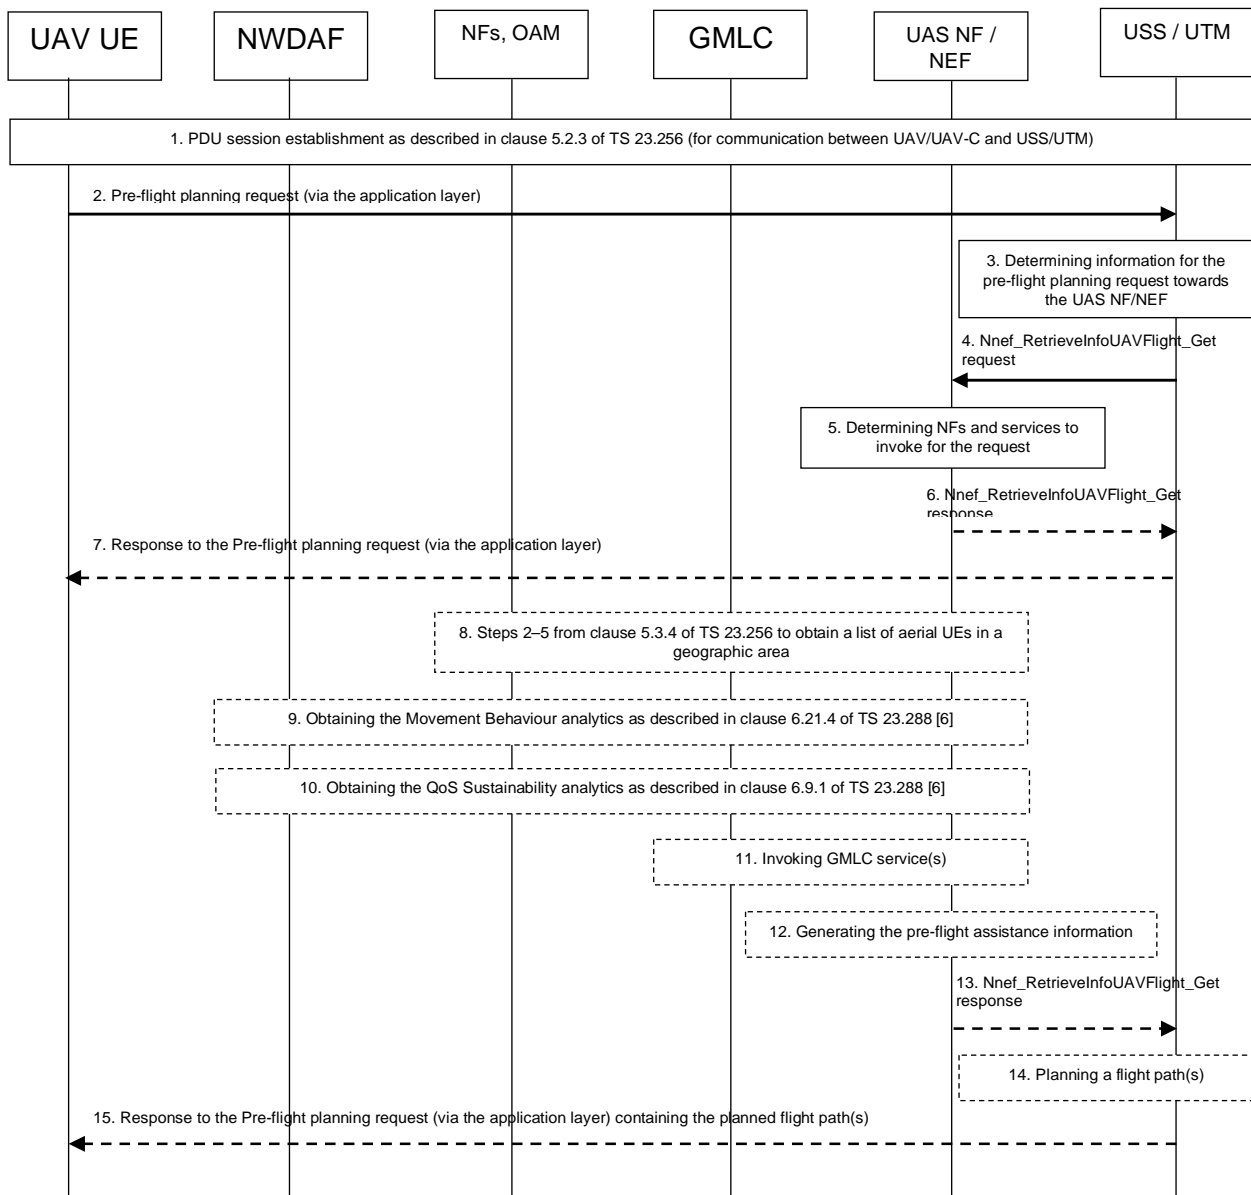 UAV UE
NWDAF
NFs, OAM
GMLC
UAS NF /
NEF
USS / UTM
1. PDU session establishment as described in clause 5.2.3 of TS 23.256 (for communication between UAV/UAV-C and USS/UTM)
2. Pre-flight planning request (via the application layer)
3. Determining information for the
pre-flight planning request towards
the UAS NF/NEF
4. Nnef_RetrieveInfoUAVFlight_Get
request
5. Determining NFs and services to
invoke for the request
6. Nnef_RetrieveInfoUAVFlight_Get
response
7. Response to the Pre-flight planning request (via the application layer)
8. Steps 2–5 from clause 5.3.4 of TS 23.256 to obtain a list of aerial UEs in a
geographic area
9. Obtaining the Movement Behaviour analytics as described in clause 6.21.4 of TS 23.288 [6]
10. Obtaining the QoS Sustainability analytics as described in clause 6.9.1 of TS 23.288 [6]
11. Invoking GMLC service(s)
12. Generating the pre-flight assistance information
13. Nnef_RetrieveInfoUAVFlight_Get
response
14. Planning a flight path(s)
15. Response to the Pre-flight planning request (via the application layer) containing the planned flight path(s)